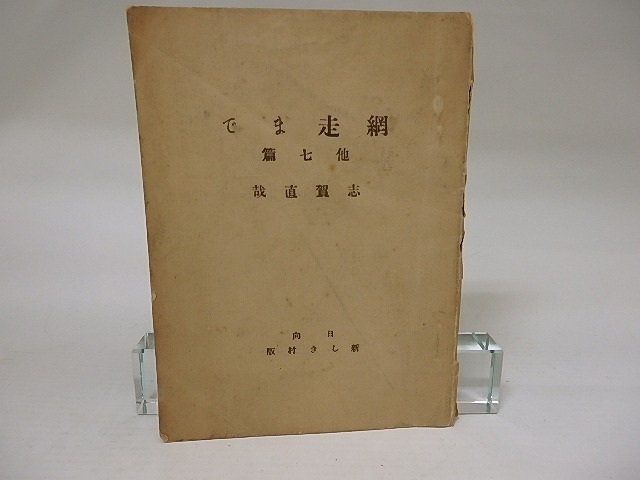 網走まで
他七篇
志賀直哉
日向
新しき村版